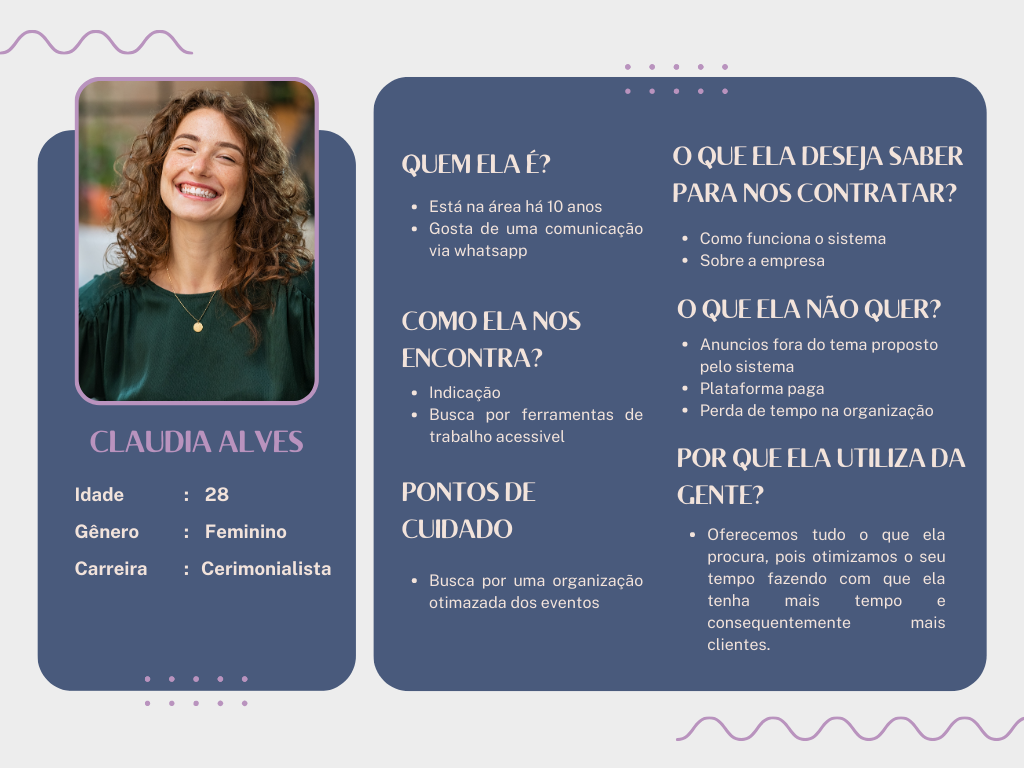 CLAUDIA ALVES
Idade : 28
Gênero : Feminino
Carreira : Cerimonialista
QUEM ELA É?
Está na área há 10 anos
Gosta de uma comunicação
via whatsapp
COMO ELA NOS
ENCONTRA?
Indicação
Busca por ferramentas de
trabalho acessivel
PONTOS DE
CUIDADO
Busca por uma organização
otimazada dos eventos
O QUE ELA DESEJA SABER
PARA NOS CONTRATAR?
Como funciona o sistema
Sobre a empresa
O QUE ELA NÃO QUER?
Anuncios fora do tema proposto
pelo sistema
Plataforma paga
Perda de tempo na organização
POR QUE ELA UTILIZA DA
GENTE?
Oferecemos tudo o que ela
procura, pois otimizamos o seu
tempo fazendo com que ela
tenha mais tempo e
consequentemente mais
clientes.